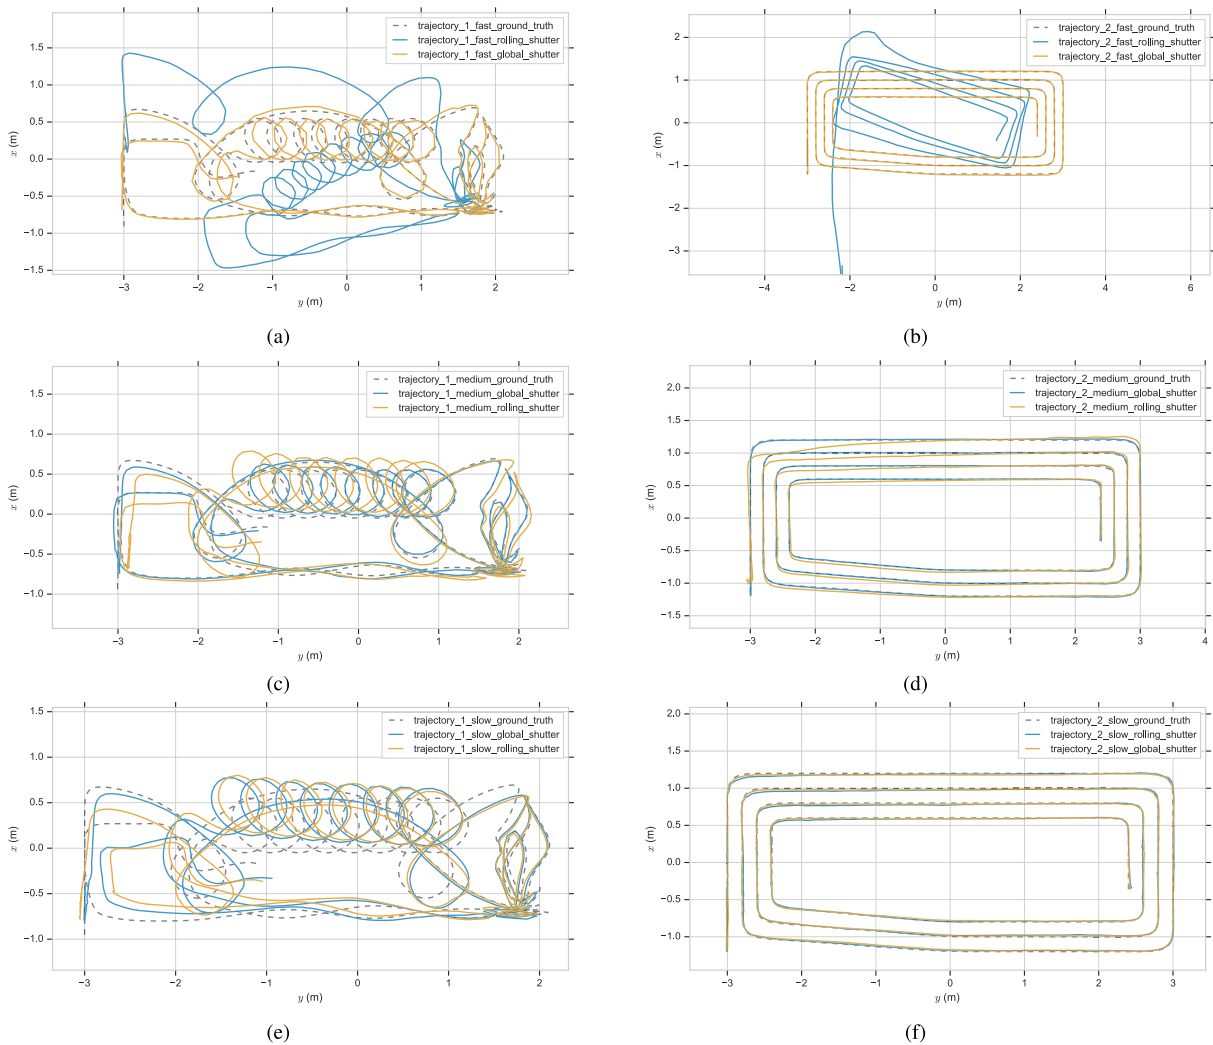 trajectory_1_fast_ground_truth
trajectory_1_fast_rolling_shutter
trajectory_1_fast_global_shutter
1.5
1.0
0.5
0.0
−0.5
−1.0
−1.5
x (m)
−3
−2
−1
0
1
2
y (m)
(a)
trajectory_2_fast_ground_truth
trajectory_2_fast_rolling_shutter
trajectory_2_fast_global_shutter
2
1
0
−1
−2
−3
x (m)
−4
−2
0
2
4
6
y (m)
(b)
trajectory_1_medium_ground_truth
trajectory_1_medium_global_shutter
trajectory_1_medium_rolling_shutter
1.5
1.0
0.5
0.0
−0.5
−1.0
x (m)
−3
−2
−1
0
1
2
y (m)
(c)
trajectory_2_medium_ground_truth
trajectory_2_medium_global_shutter
trajectory_2_medium_rolling_shutter
2.0
1.5
1.0
0.5
0.0
−0.5
−1.0
−1.5
x (m)
−3
−2
−1
0
1
2
3
4
y (m)
(d)
trajectory_1_slow_ground_truth
trajectory_1_slow_global_shutter
trajectory_1_slow_rolling_shutter
1.5
1.0
0.5
0.0
−0.5
−1.0
x (m)
−3
−2
−1
0
1
2
y (m)
(e)
trajectory_2_slow_ground_truth
trajectory_2_slow_rolling_shutter
trajectory_2_slow_global_shutter
2.0
1.5
1.0
0.5
0.0
−0.5
−1.0
x (m)
−3
−2
−1
0
1
2
3
y (m)
(f)